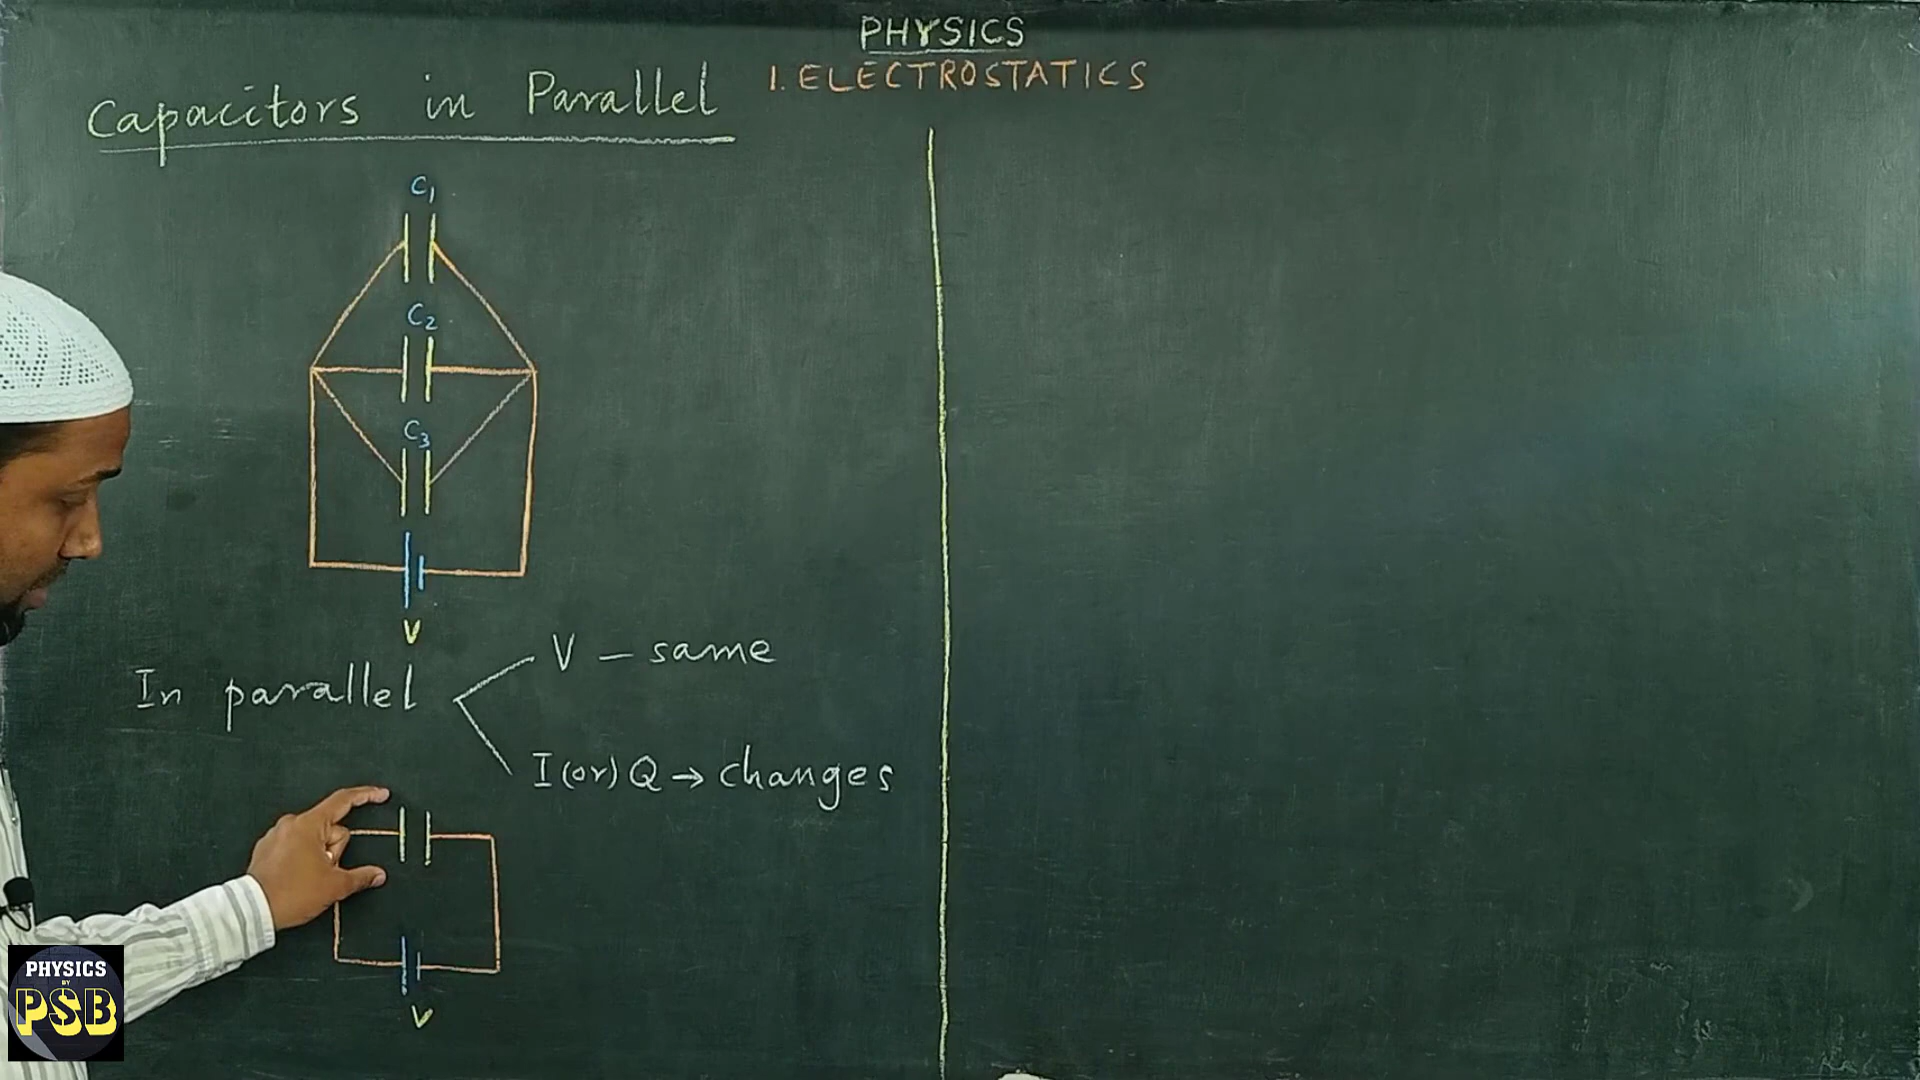 PHYSICS
1. ELECTROSTATICS
Capacitors in Parallel
C1
C2
C3
V
In parallel
V – same
I (or) Q → changes
V
PHYSICS
BY
PSB